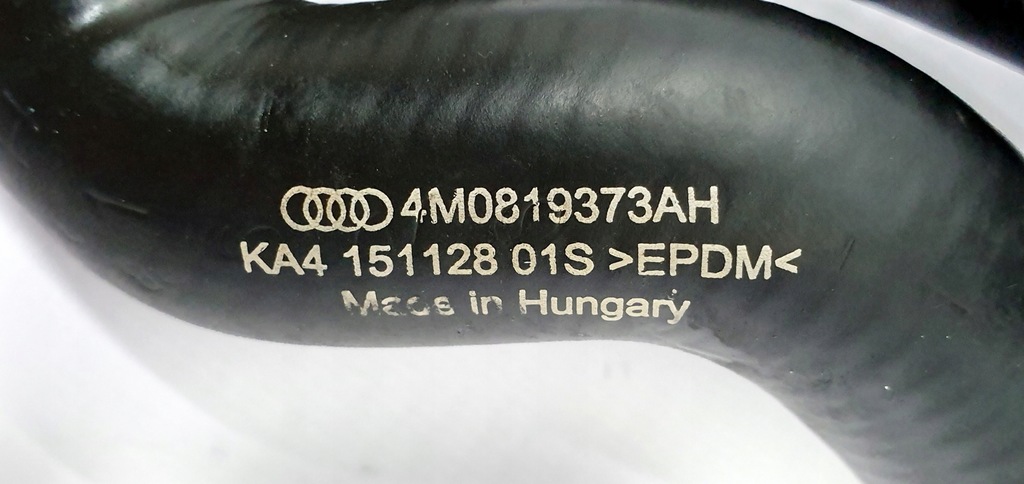 4M0819373AH
KA4 151128 01S >EPDM<
Made in Hungary